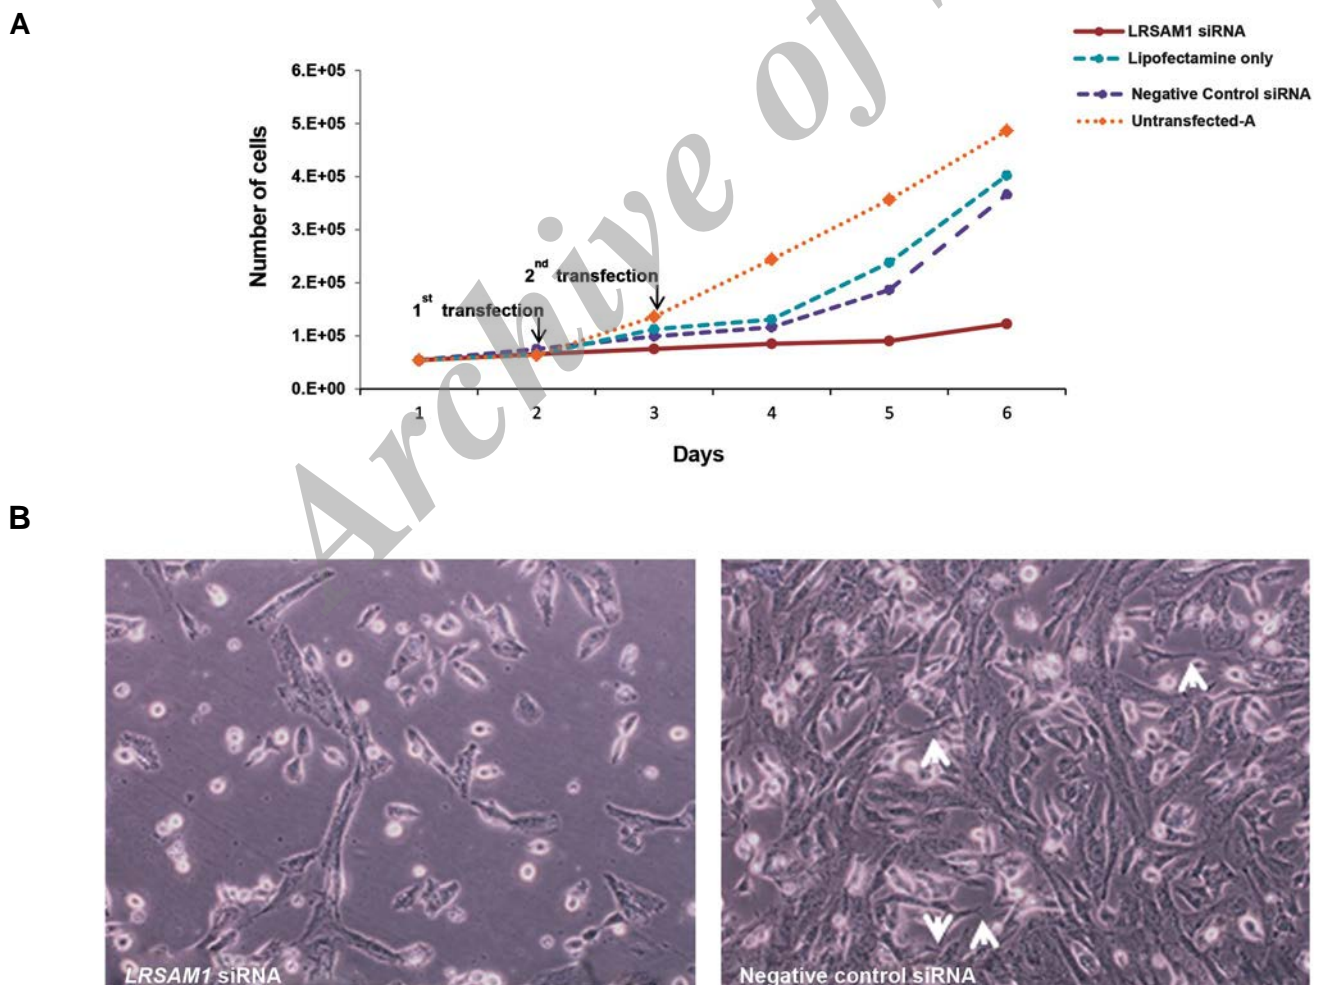 A
LRSAM1 siRNA
Lipofectamine only
Negative Control siRNA
Untransfected-A
Number of cells
6.E+05
5.E+05
4.E+05
3.E+05
2.E+05
1.E+05
0.E+00
1st transfection
2nd transfection
1 2 3 4 5 6
Days
Archive of
B
LRSAM1 siRNA
Negative control siRNA